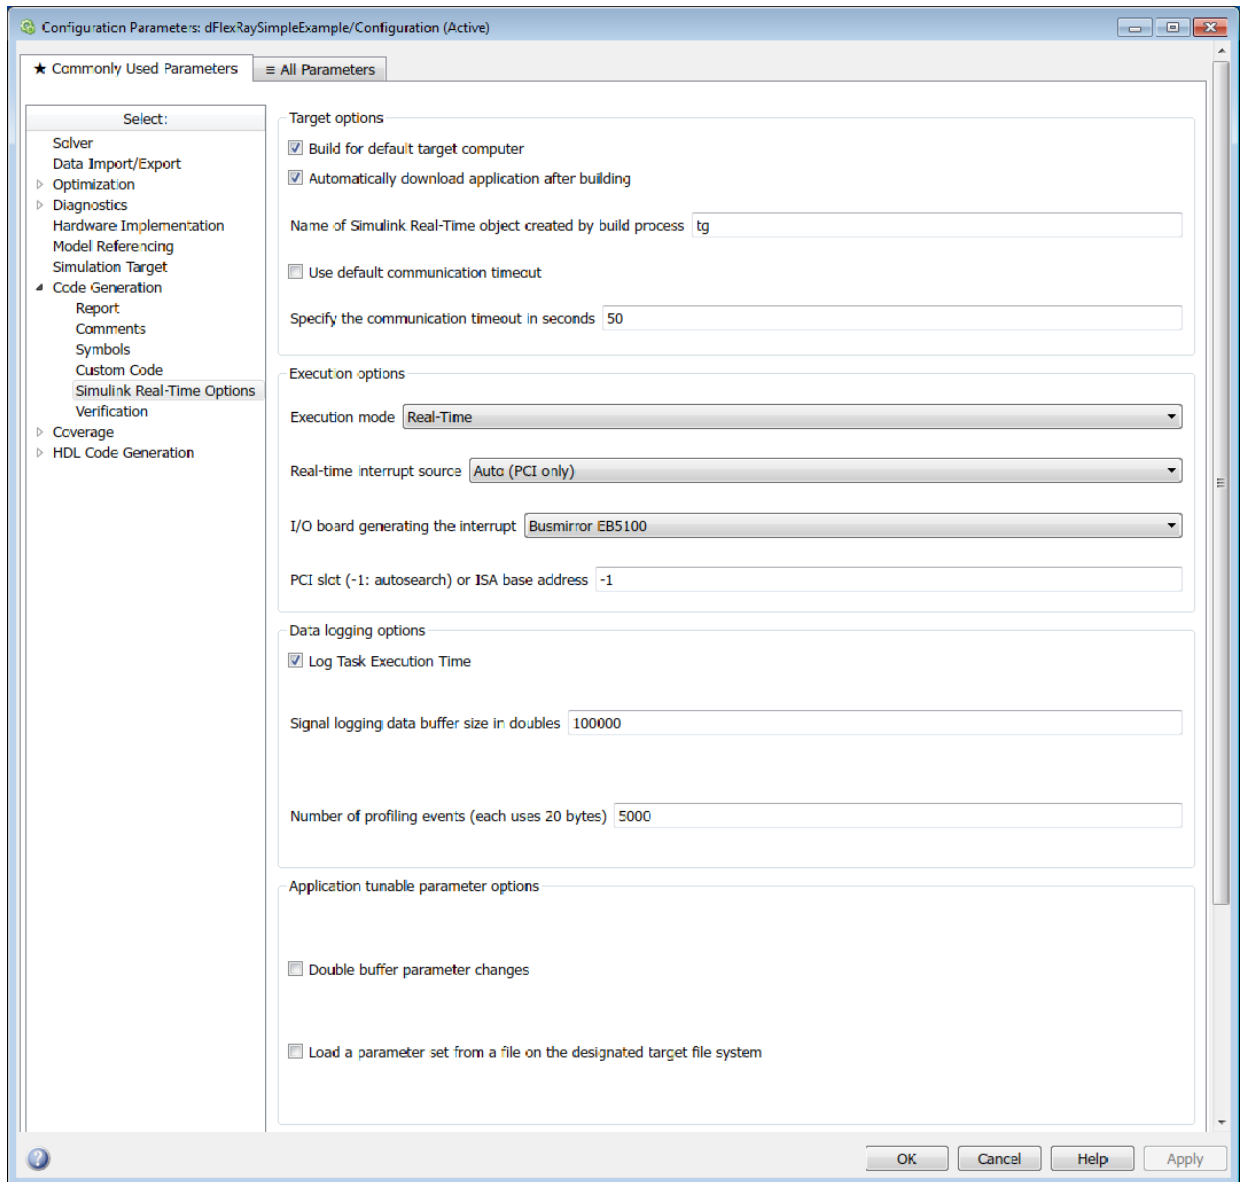 Configuration Parameters: dFlexRaySimpleExample/Configuration (Active)
★ Commonly Used Parameters
≡ All Parameters
Select:
Solver
Data Import/Export
Optimization
Diagnostics
Hardware Implementation
Model Referencing
Simulation Target
Code Generation
Report
Comments
Symbols
Custom Code
Simulink Real-Time Options
Verification
Coverage
HDL Code Generation
Target options
Build for default target computer
Automatically download application after building
Name of Simulink Real-Time object created by build process tg
Use default communication timeout
Specify the communication timeout in seconds 50
Execution options
Execution mode Real-Time
Real-time interrupt source Auto (PCI only)
I/O board generating the interrupt Busmirror EB5100
PCI slot (-1: autosearch) or ISA base address -1
Data logging options
Log Task Execution Time
Signal logging data buffer size in doubles 100000
Number of profiling events (each uses 20 bytes) 5000
Application tunable parameter options
Double buffer parameter changes
Load a parameter set from a file on the designated target file system
? OK Cancel Help Apply